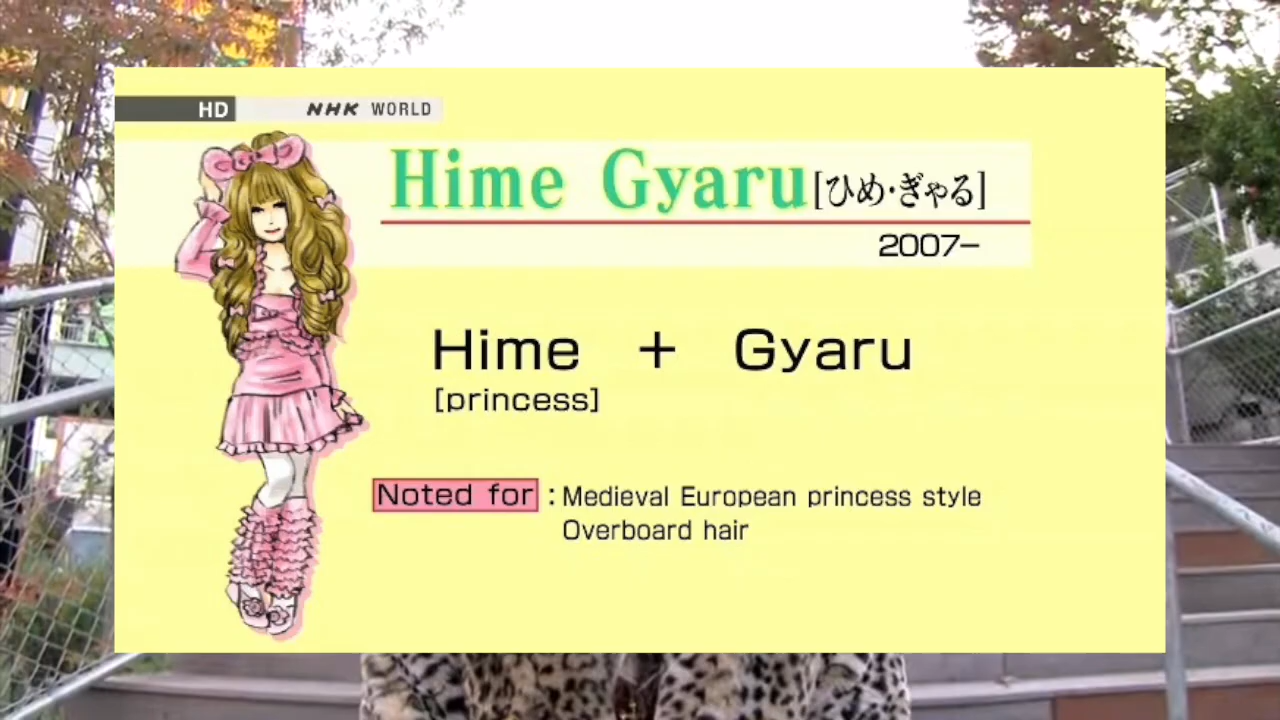 HD NHK WORLD
Hime Gyaru[ひめ・ぎゃる]
2007−
Hime + Gyaru
[princess]
Noted for : Medieval European princess style
Overboard hair